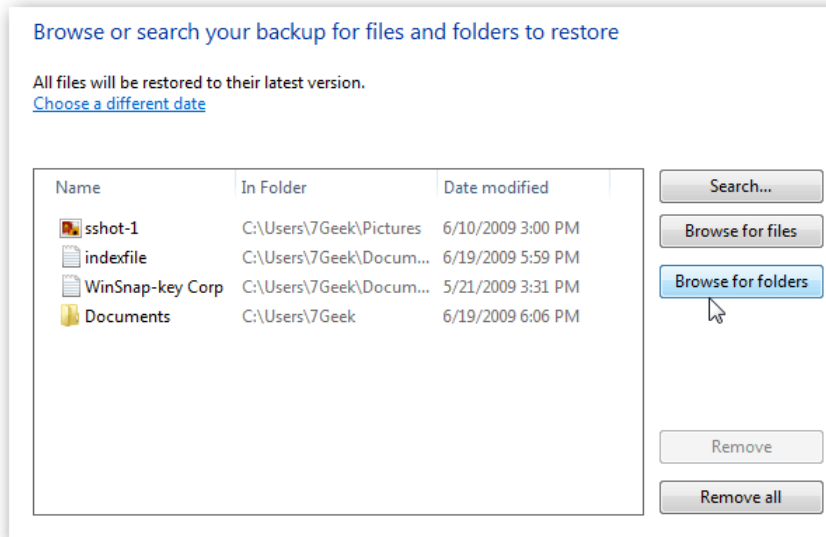 Browse or search your backup for files and folders to restore
All files will be restored to their latest version.
Choose a different date
Name In Folder Date modified
sshot-1 C:\Users\7Geek\Pictures 6/10/2009 3:00 PM
indexfile C:\Users\7Geek\Docum... 6/19/2009 5:59 PM
WinSnap-key Corp C:\Users\7Geek\Docum... 5/21/2009 3:31 PM
Documents C:\Users\7Geek 6/19/2009 6:06 PM
Search...
Browse for files
Browse for folders
Remove
Remove all